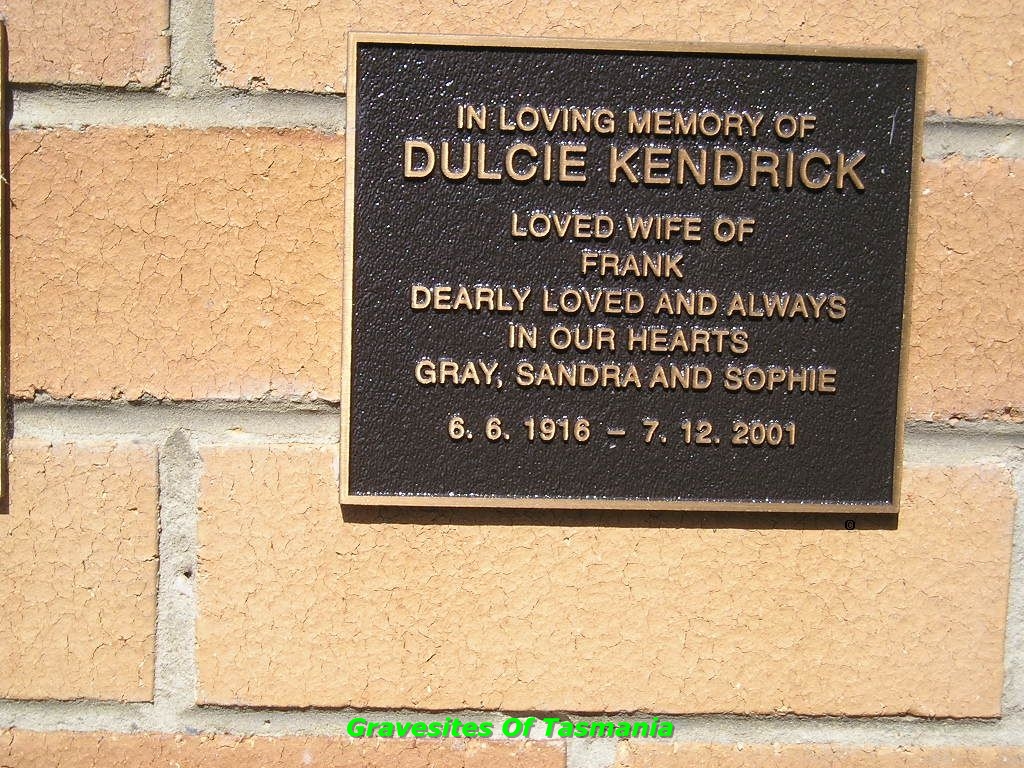 IN LOVING MEMORY OF
DULCIE KENDRICK
LOVED WIFE OF
FRANK
DEARLY LOVED AND ALWAYS
IN OUR HEARTS
GRAY, SANDRA AND SOPHIE
6. 6. 1916 – 7. 12. 2001
Gravesites Of Tasmania